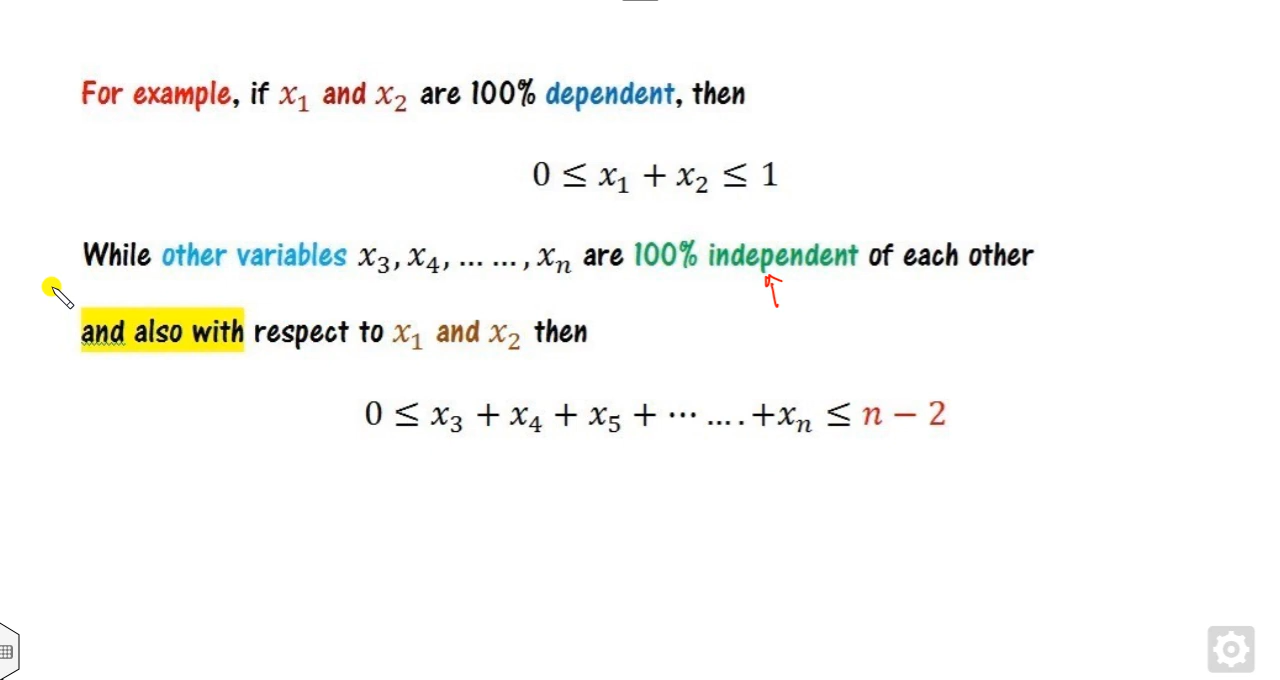 For example, if x₁ and x₂ are 100% dependent, then
0 ≤ x₁ + x₂ ≤ 1
While other variables x₃, x₄, … …, xₙ are 100% independent of each other
and also with respect to x₁ and x₂ then
0 ≤ x₃ + x₄ + x₅ + ⋯ … . +xₙ ≤ n − 2